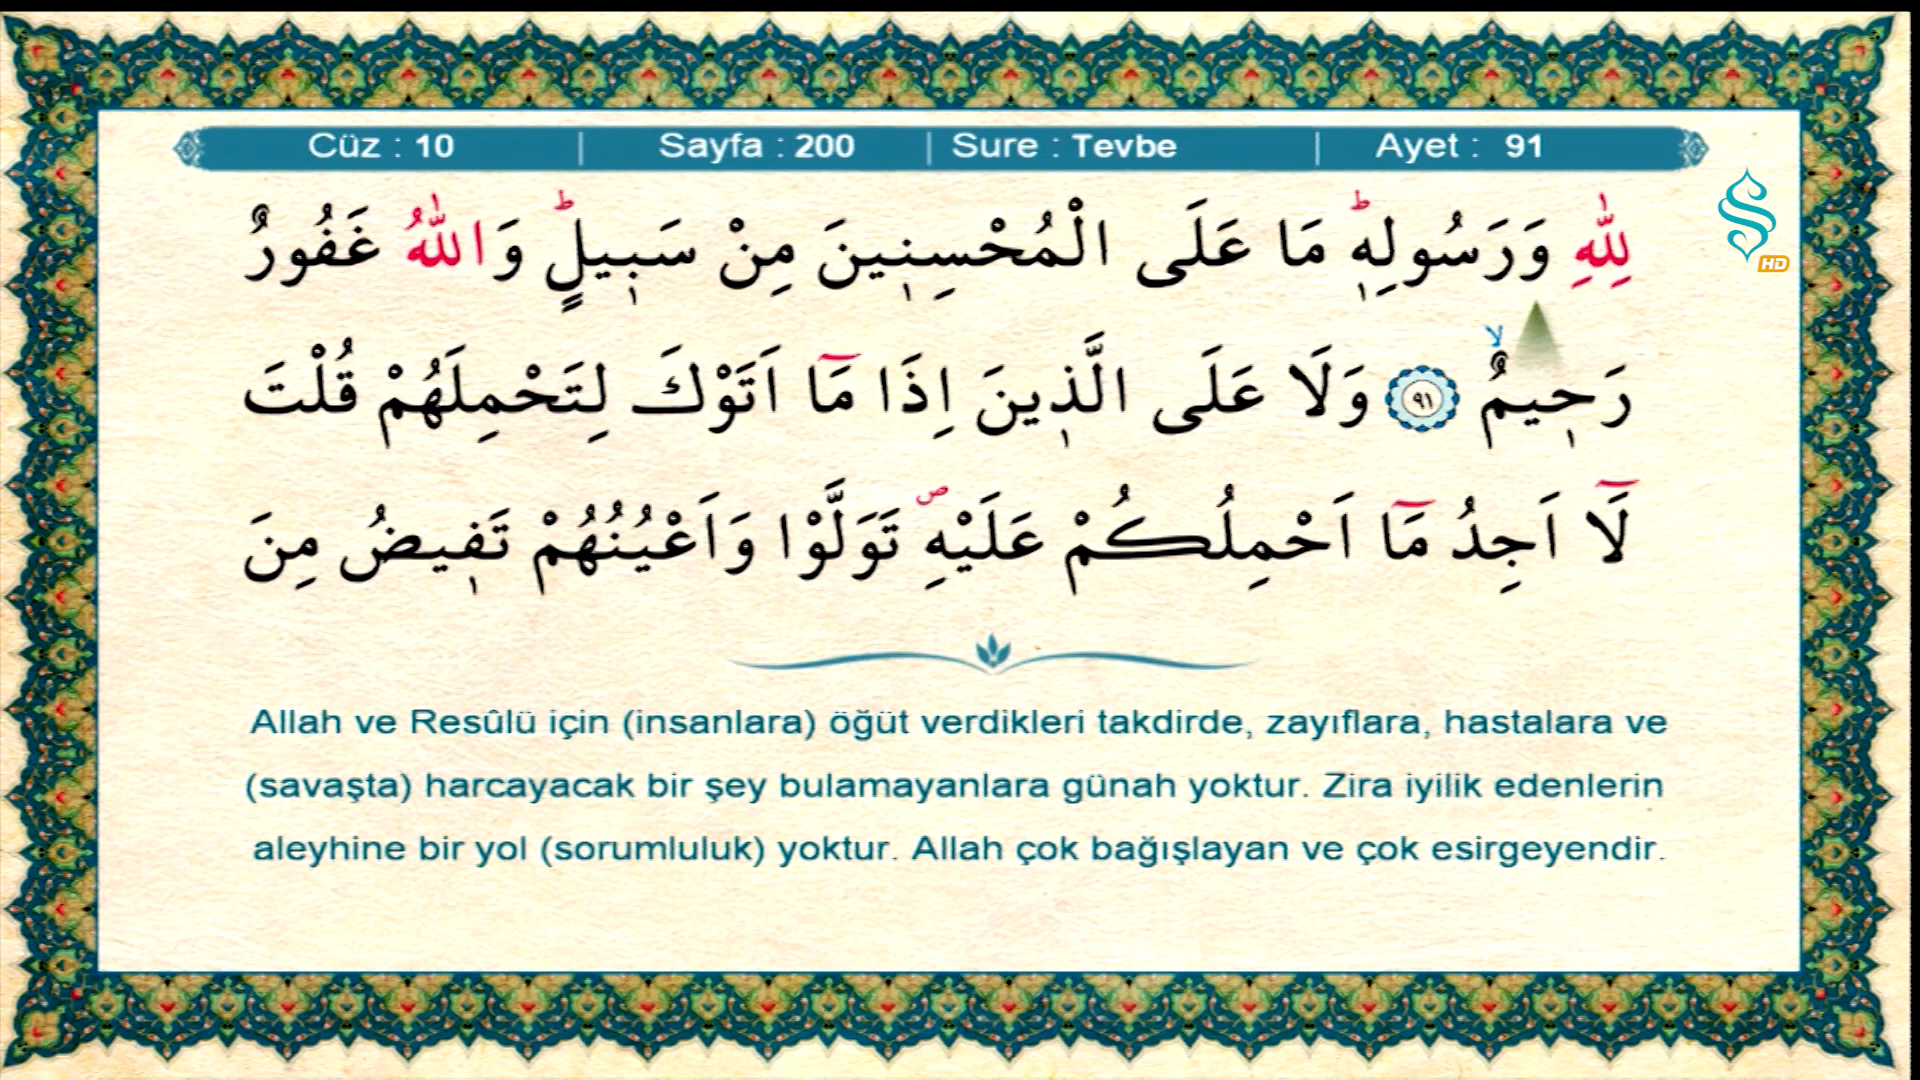 Cüz : 10 | Sayfa : 200 | Sure : Tevbe | Ayet : 91
S HD
لِلّٰهِ وَرَسُولِهٖۜ مَا عَلَى الْمُحْسِنٖينَ مِنْ سَبٖيلٍۜ وَاللّٰهُ غَفُورٌ
رَحٖيمٌۙ ﴿٩١﴾ وَلَا عَلَى الَّذٖينَ اِذَا مَٓا اَتَوْكَ لِتَحْمِلَهُمْ قُلْتَ
لَٓا اَجِدُ مَٓا اَحْمِلُكُمْ عَلَيْهِࣕ تَوَلَّوْا وَاَعْيُنُهُمْ تَفٖيضُ مِنَ
Allah ve Resûlü için (insanlara) öğüt verdikleri takdirde, zayıflara, hastalara ve
(savaşta) harcayacak bir şey bulamayanlara günah yoktur. Zira iyilik edenlerin
aleyhine bir yol (sorumluluk) yoktur. Allah çok bağışlayan ve çok esirgeyendir.